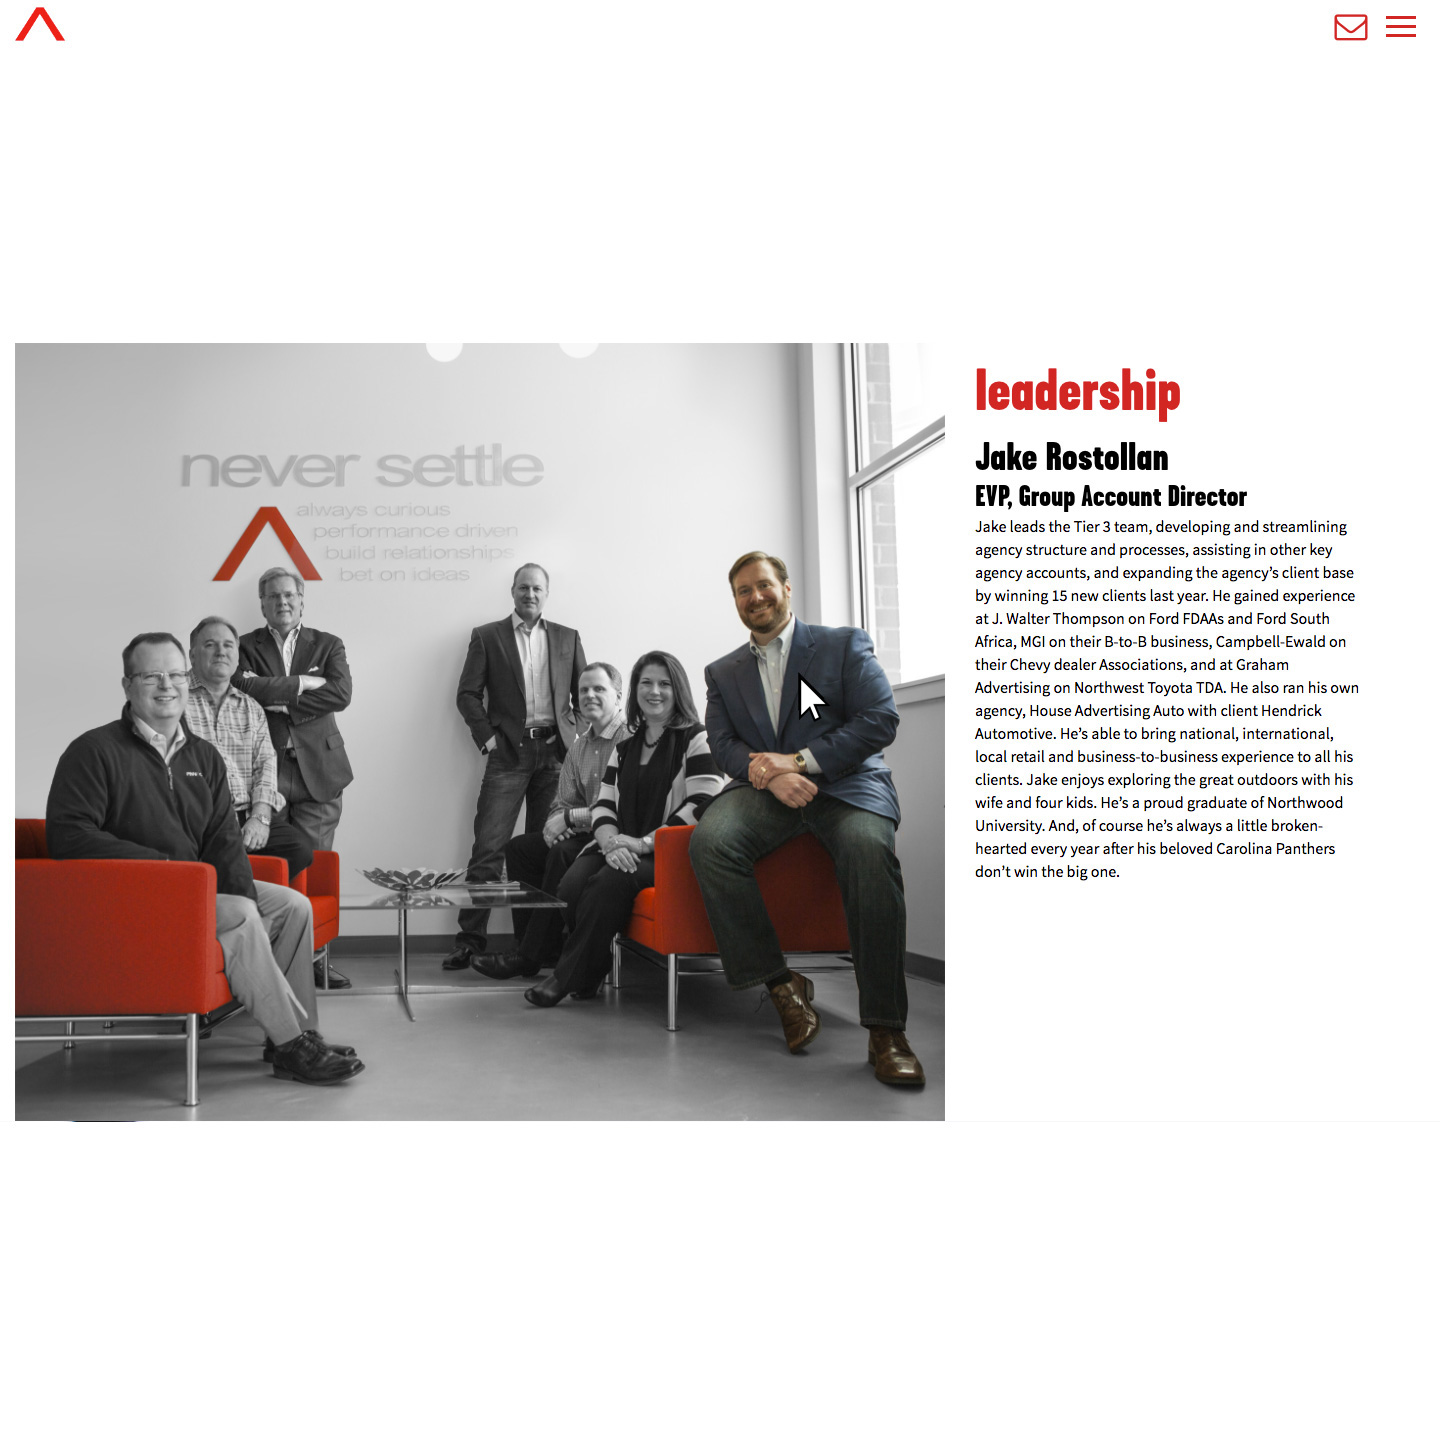 never settle
always curious
performance driven
build relationships
bet on ideas
leadership
Jake Rostollan
EVP, Group Account Director
Jake leads the Tier 3 team, developing and streamlining
agency structure and processes, assisting in other key
agency accounts, and expanding the agency’s client base
by winning 15 new clients last year. He gained experience
at J. Walter Thompson on Ford FDAAs and Ford South
Africa, MGI on their B-to-B business, Campbell-Ewald on
their Chevy dealer Associations, and at Graham
Advertising on Northwest Toyota TDA. He also ran his own
agency, House Advertising Auto with client Hendrick
Automotive. He’s able to bring national, international,
local retail and business-to-business experience to all his
clients. Jake enjoys exploring the great outdoors with his
wife and four kids. He’s a proud graduate of Northwood
University. And, of course he’s always a little broken-
hearted every year after his beloved Carolina Panthers
don’t win the big one.